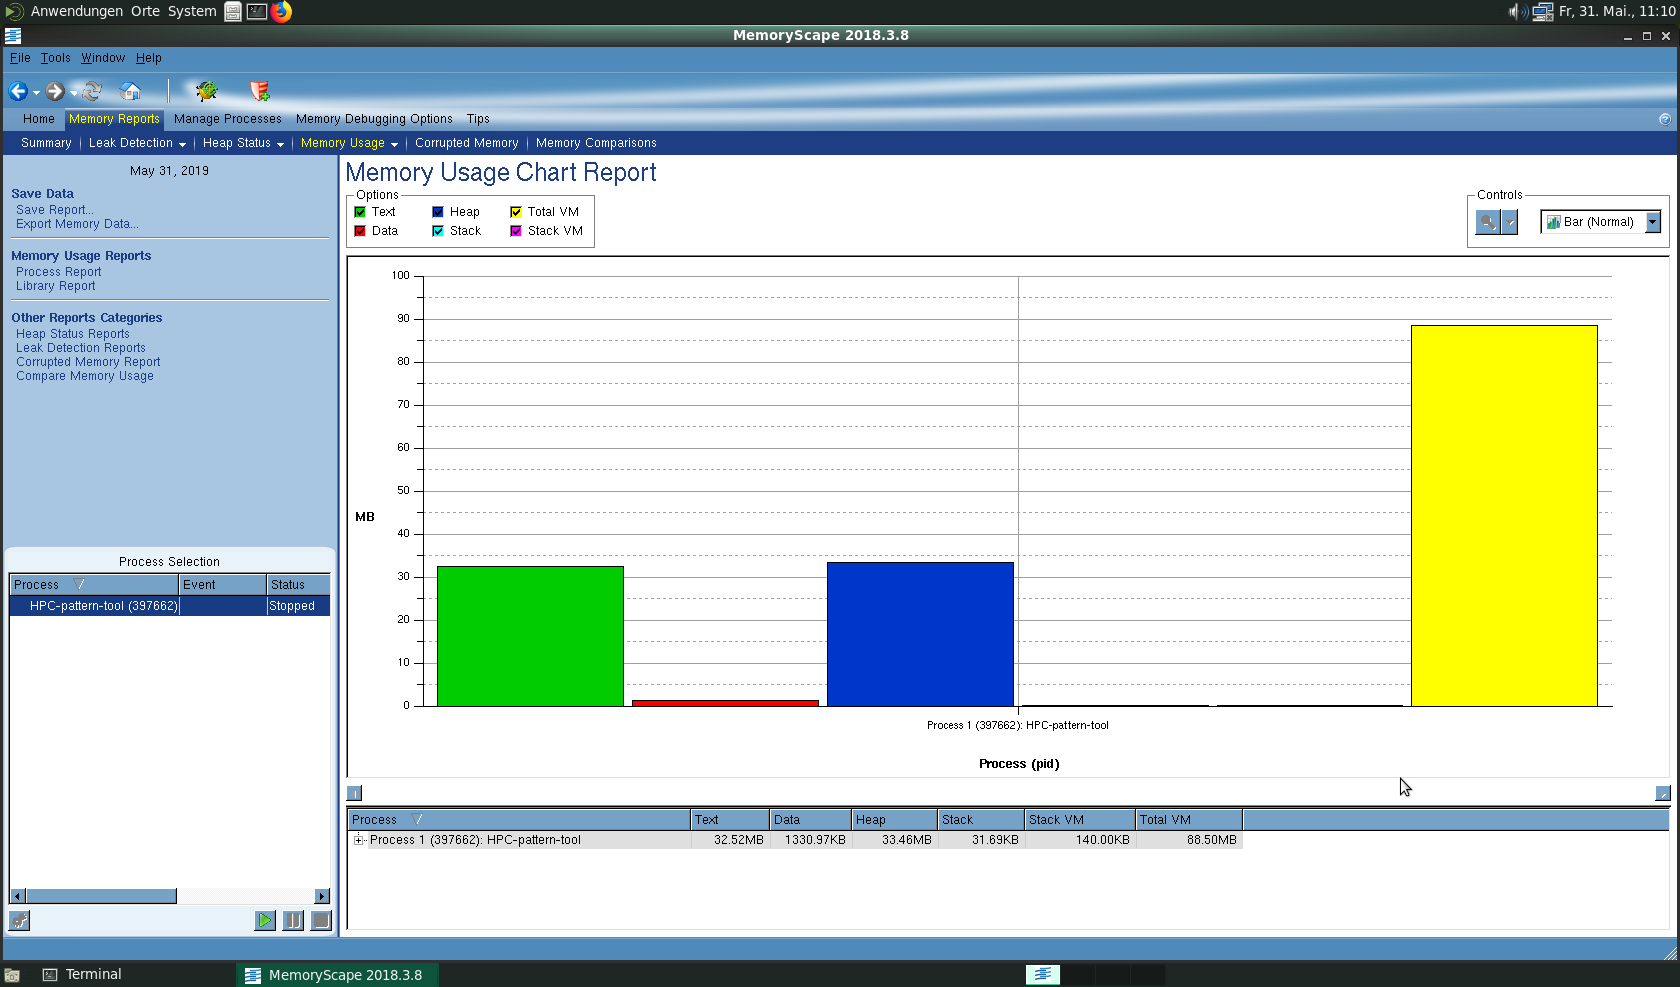 Anwendungen Orte System Fr, 31. Mai., 11:10
MemoryScape 2018.3.8
File Tools Window Help
Home Memory Reports Manage Processes Memory Debugging Options Tips
Summary Leak Detection Heap Status Memory Usage Corrupted Memory Memory Comparisons
May 31, 2019
Save Data
Save Report...
Export Memory Data...
Memory Usage Reports
Process Report
Library Report
Other Reports Categories
Heap Status Reports
Leak Detection Reports
Corrupted Memory Report
Compare Memory Usage
Process Selection
Process Event Status
HPC-pattern-tool (397662) Stopped
Memory Usage Chart Report
Options
Text Heap Total VM
Data Stack Stack VM
Controls
Bar (Normal)
100
90
80
70
60
50
MB
40
30
20
10
0
Process 1 (397662): HPC-pattern-tool
Process (pid)
Process Text Data Heap Stack Stack VM Total VM
Process 1 (397662): HPC-pattern-tool 32.52MB 1330.97KB 33.46MB 31.69KB 140.00KB 88.50MB
Terminal MemoryScape 2018.3.8